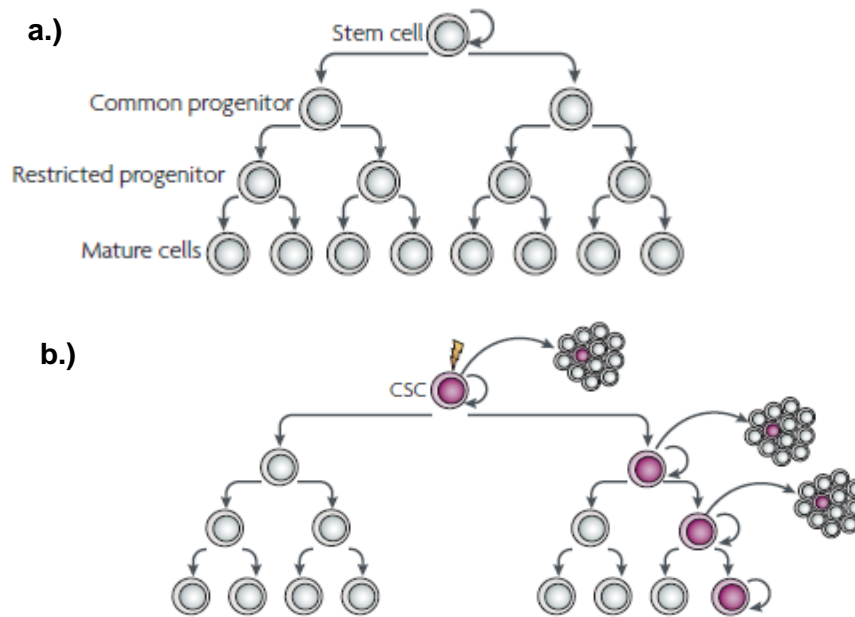 a.)
Stem cell
Common progenitor
Restricted progenitor
Mature cells
b.)
CSC